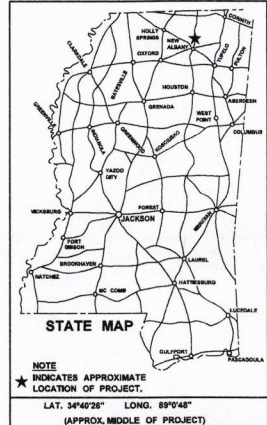 CORINTH
HOLLY
SPRINGS
NEW
ALBANY
CLARKSDALE
OXFORD
TUPELO
FULTON
BATESVILLE
HOUSTON
ABERDEEN
GREENVILLE
GRENADA
WEST
POINT
COLUMBUS
INDIANOLA
GREENWOOD
KOSCIUSKO
YAZOO
CITY
VICKSBURG
JACKSON
FOREST
MERIDIAN
PORT
GIBSON
BROOKHAVEN
LAUREL
NATCHEZ
HATTIESBURG
MC COMB
LUCEDALE
STATE MAP
GULFPORT
PASCAGOULA
NOTE
★ INDICATES APPROXIMATE
LOCATION OF PROJECT.
LAT. 34°40'26" LONG. 89°0'48"
(APPROX. MIDDLE OF PROJECT)